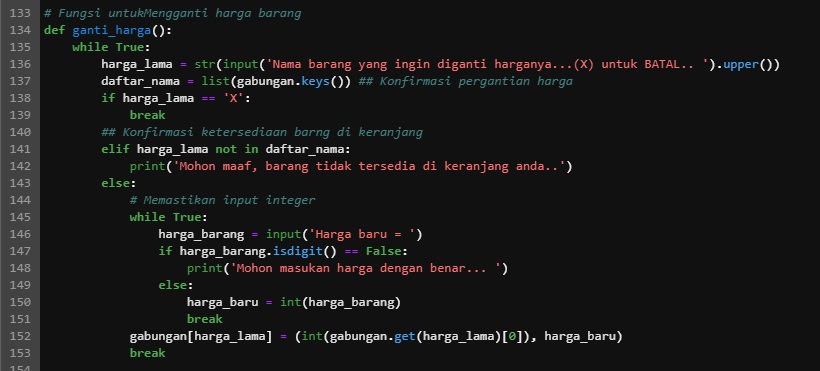 133 # Fungsi untukMengganti harga barang
134 def ganti_harga():
135     while True:
136         harga_lama = str(input('Nama barang yang ingin diganti harganya...(X) untuk BATAL.. ').upper())
137         daftar_nama = list(gabungan.keys()) ## Konfirmasi pergantian harga
138         if harga_lama == 'X':
139             break
140         ## Konfirmasi ketersediaan barng di keranjang
141         elif harga_lama not in daftar_nama:
142             print('Mohon maaf, barang tidak tersedia di keranjang anda..')
143         else:
144             # Memastikan input integer
145             while True:
146                 harga_barang = input('Harga baru = ')
147                 if harga_barang.isdigit() == False:
148                     print('Mohon masukan harga dengan benar... ')
149                 else:
150                     harga_baru = int(harga_barang)
151                     break
152             gabungan[harga_lama] = (int(gabungan.get(harga_lama)[0]), harga_baru)
153             break
154